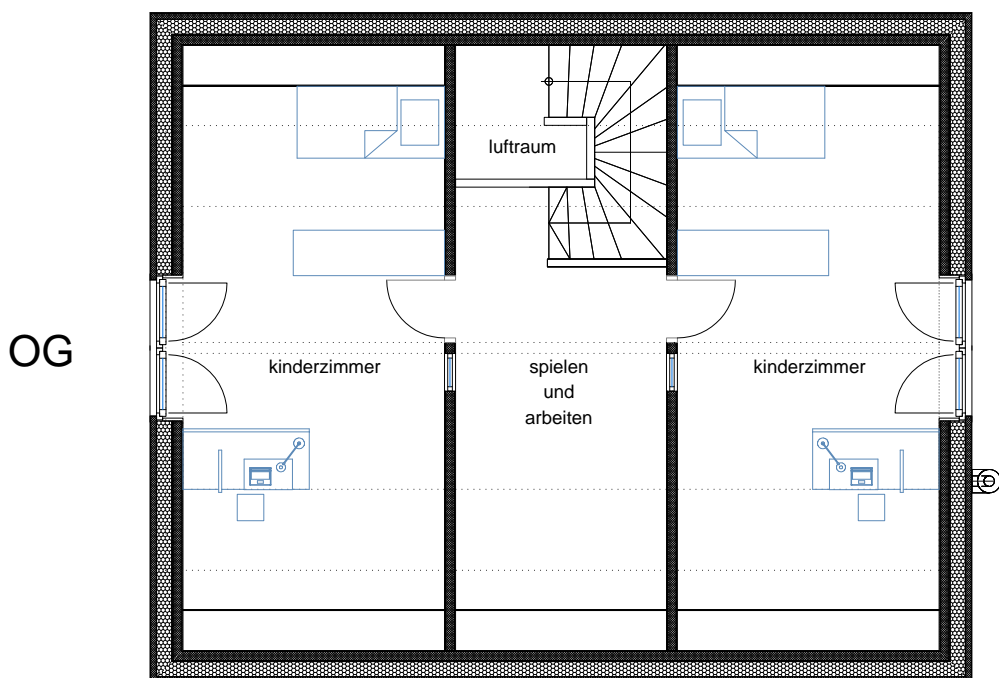 luftraum
OG
kinderzimmer
spielen
und
arbeiten
kinderzimmer